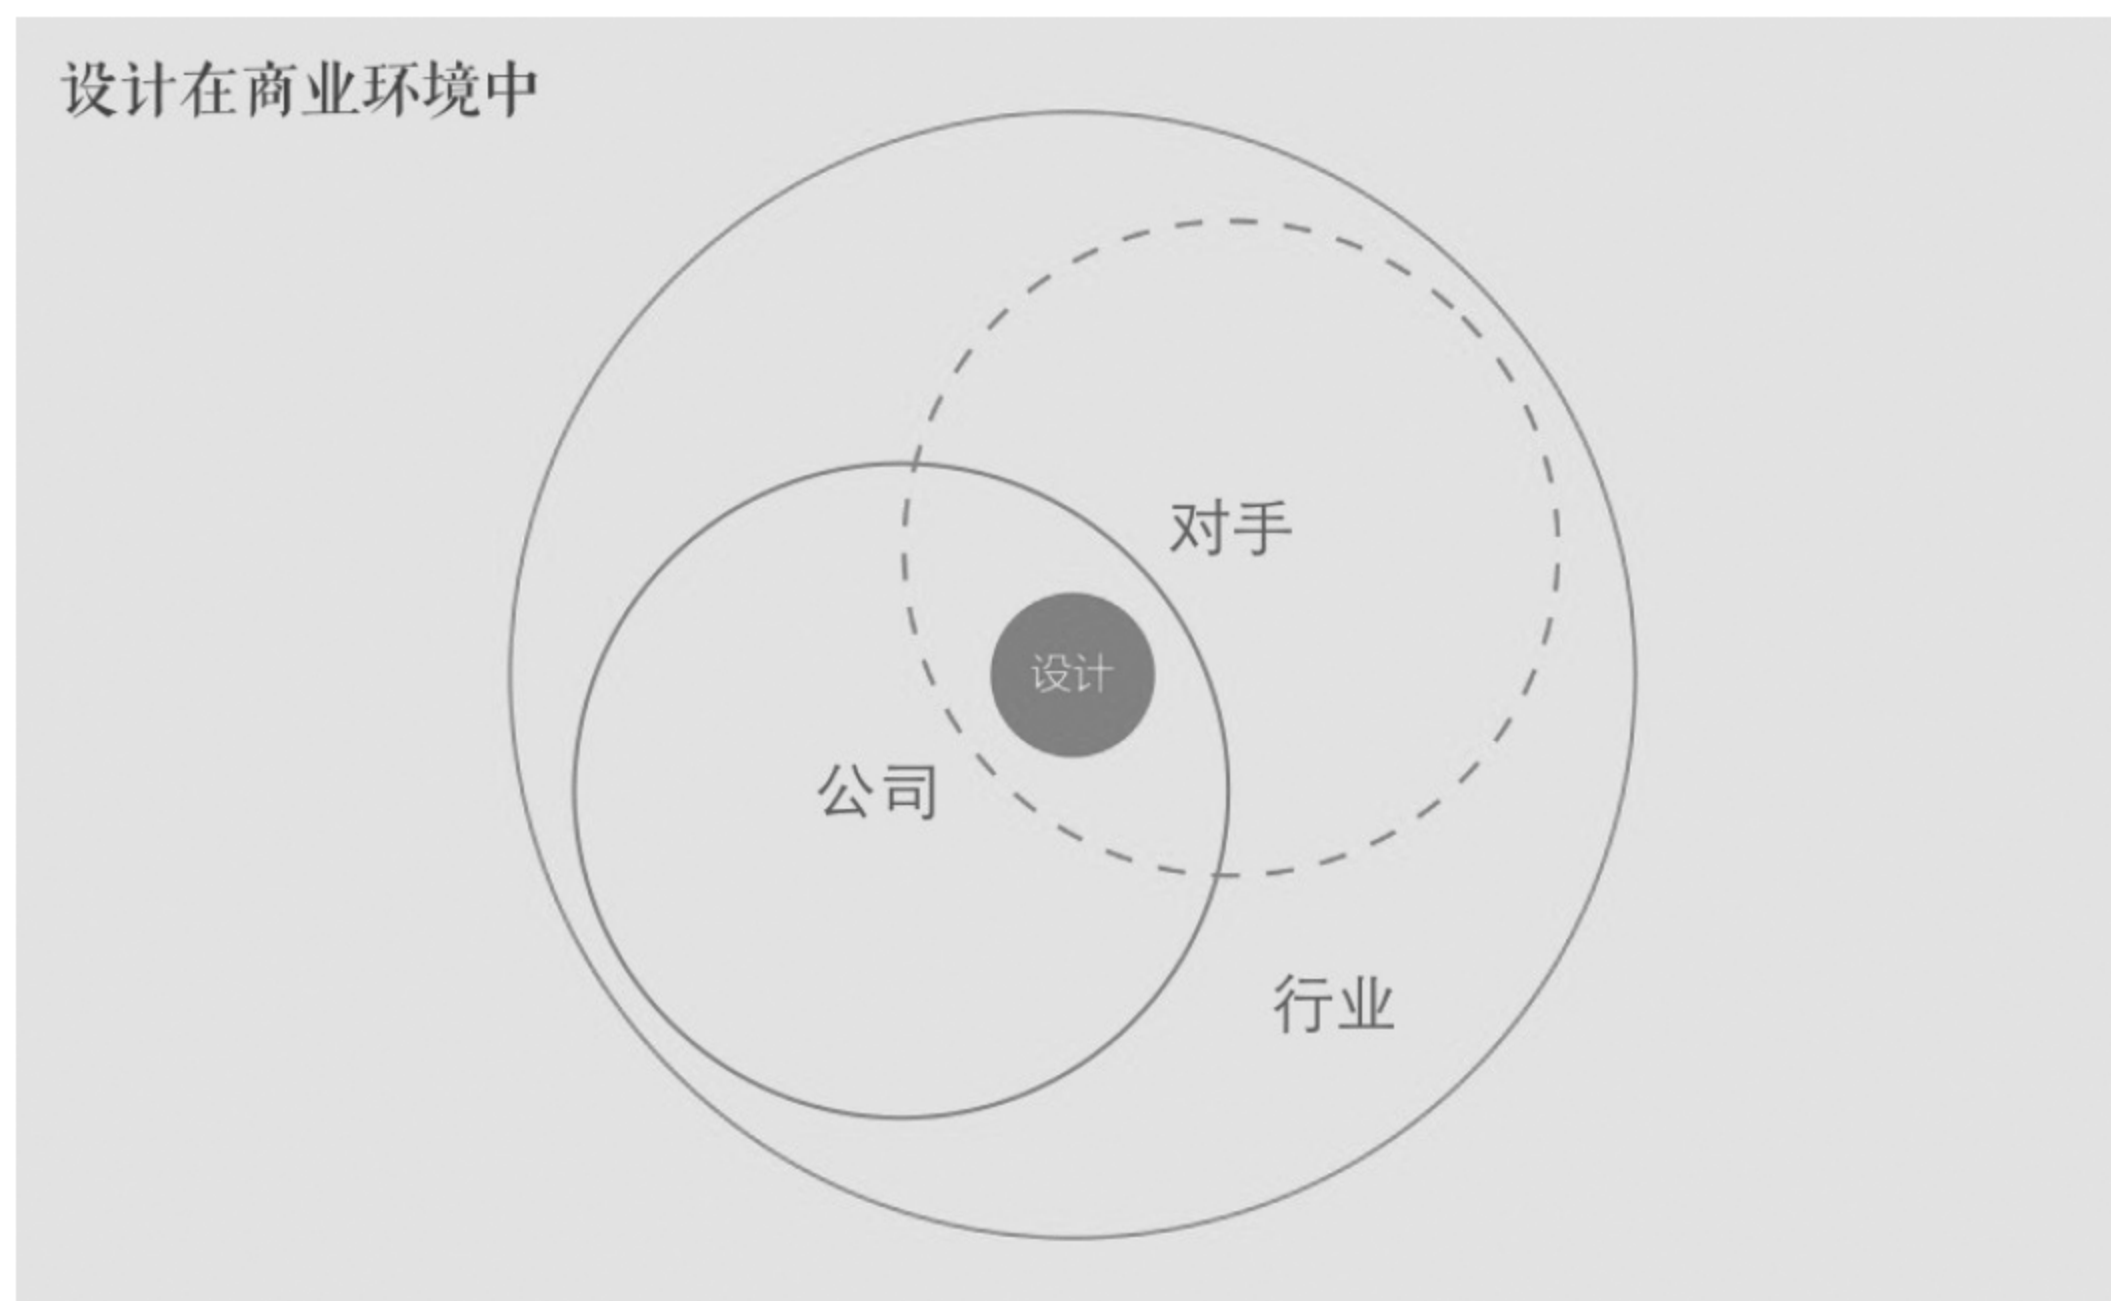 设计在商业环境中
对手
设计
公司
行业